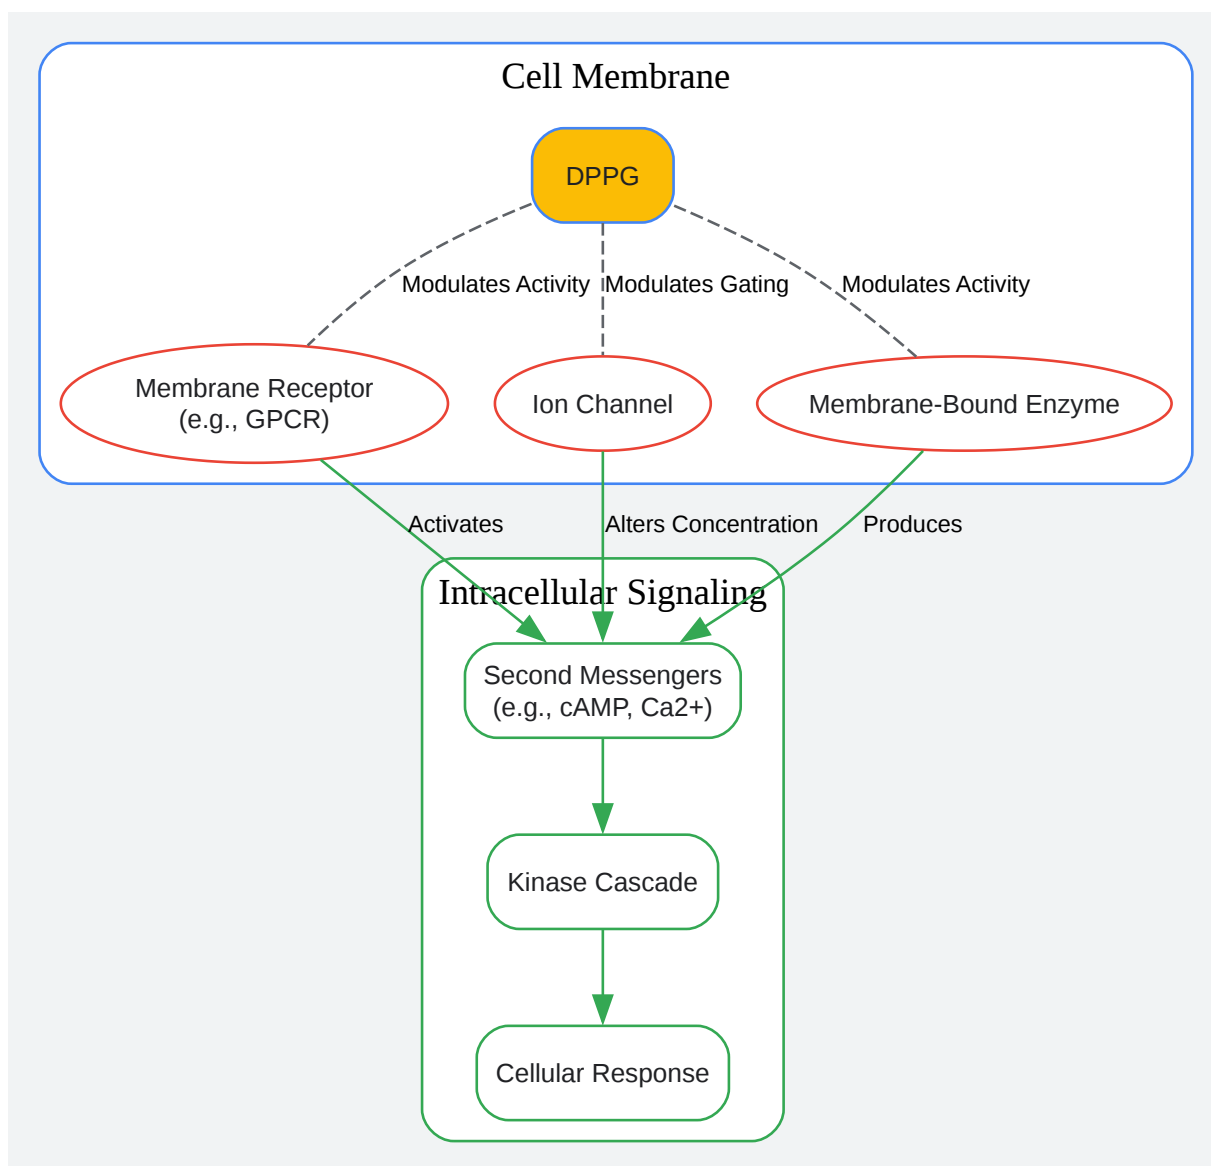 Cell Membrane
DPPG
Modulates Activity
Modulates Gating
Modulates Activity
Membrane Receptor
(e.g., GPCR)
Ion Channel
Membrane-Bound Enzyme
Activates
Alters Concentration
Produces
Intracellular Signaling
Second Messengers
(e.g., cAMP, Ca2+)
Kinase Cascade
Cellular Response